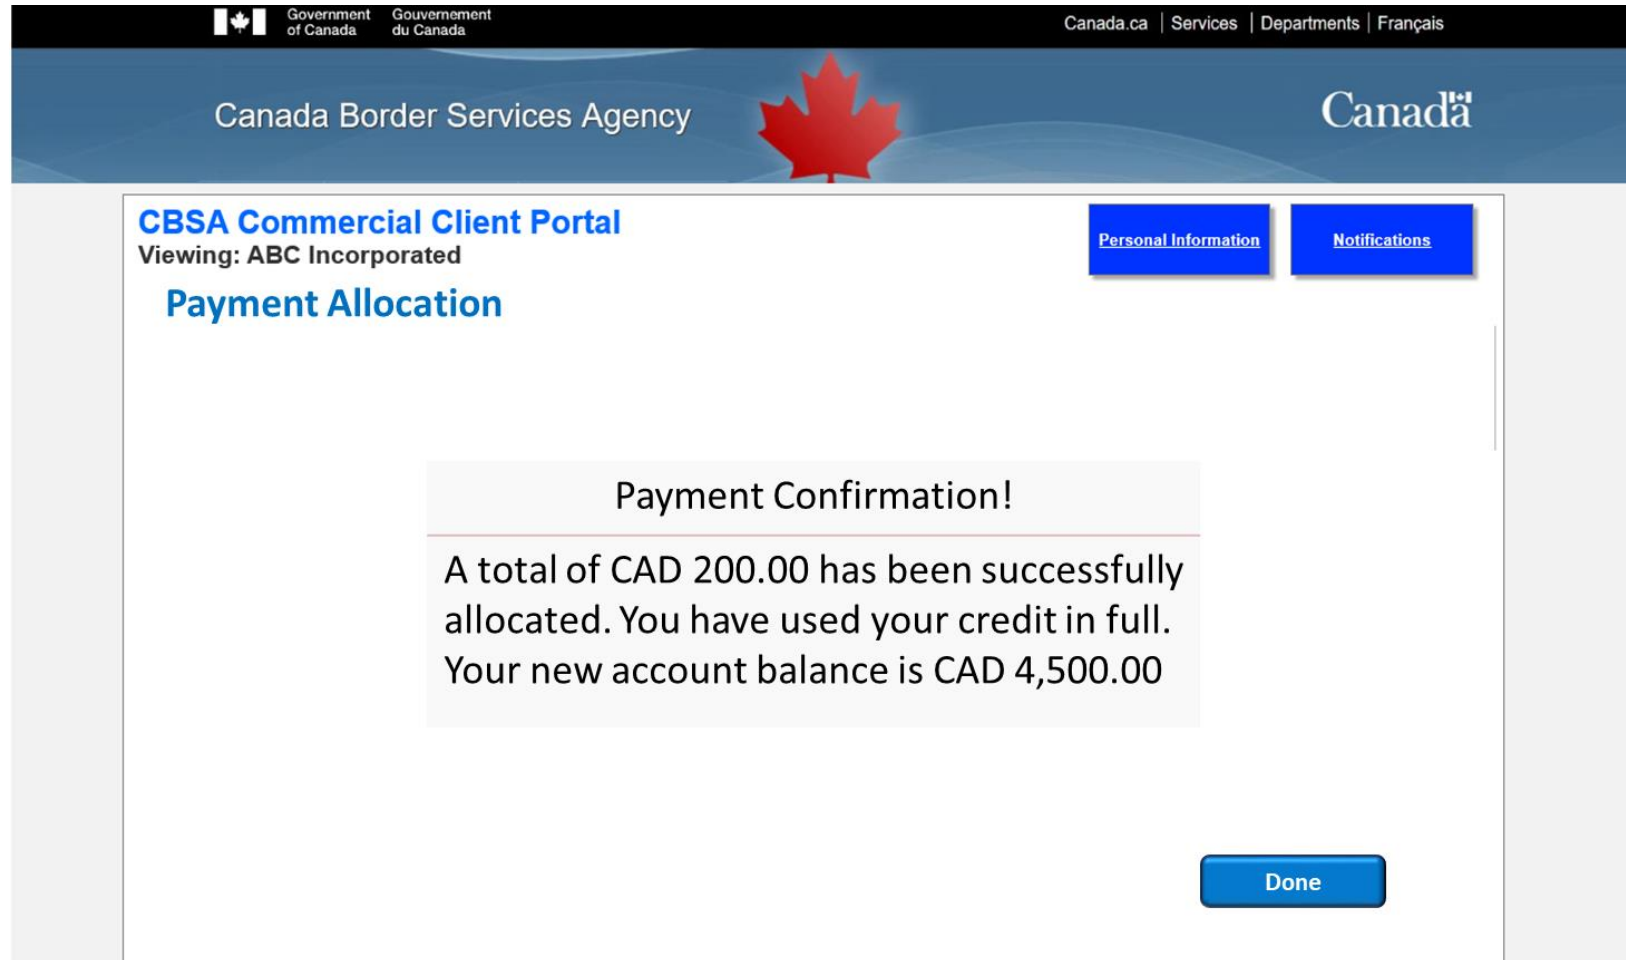 Government of Canada
Gouvernement du Canada
Canada.ca | Services | Departments | Français
Canada Border Services Agency
Canada
CBSA Commercial Client Portal
Viewing: ABC Incorporated
Personal Information
Notifications
Payment Allocation
Payment Confirmation!
A total of CAD 200.00 has been successfully
allocated. You have used your credit in full.
Your new account balance is CAD 4,500.00
Done